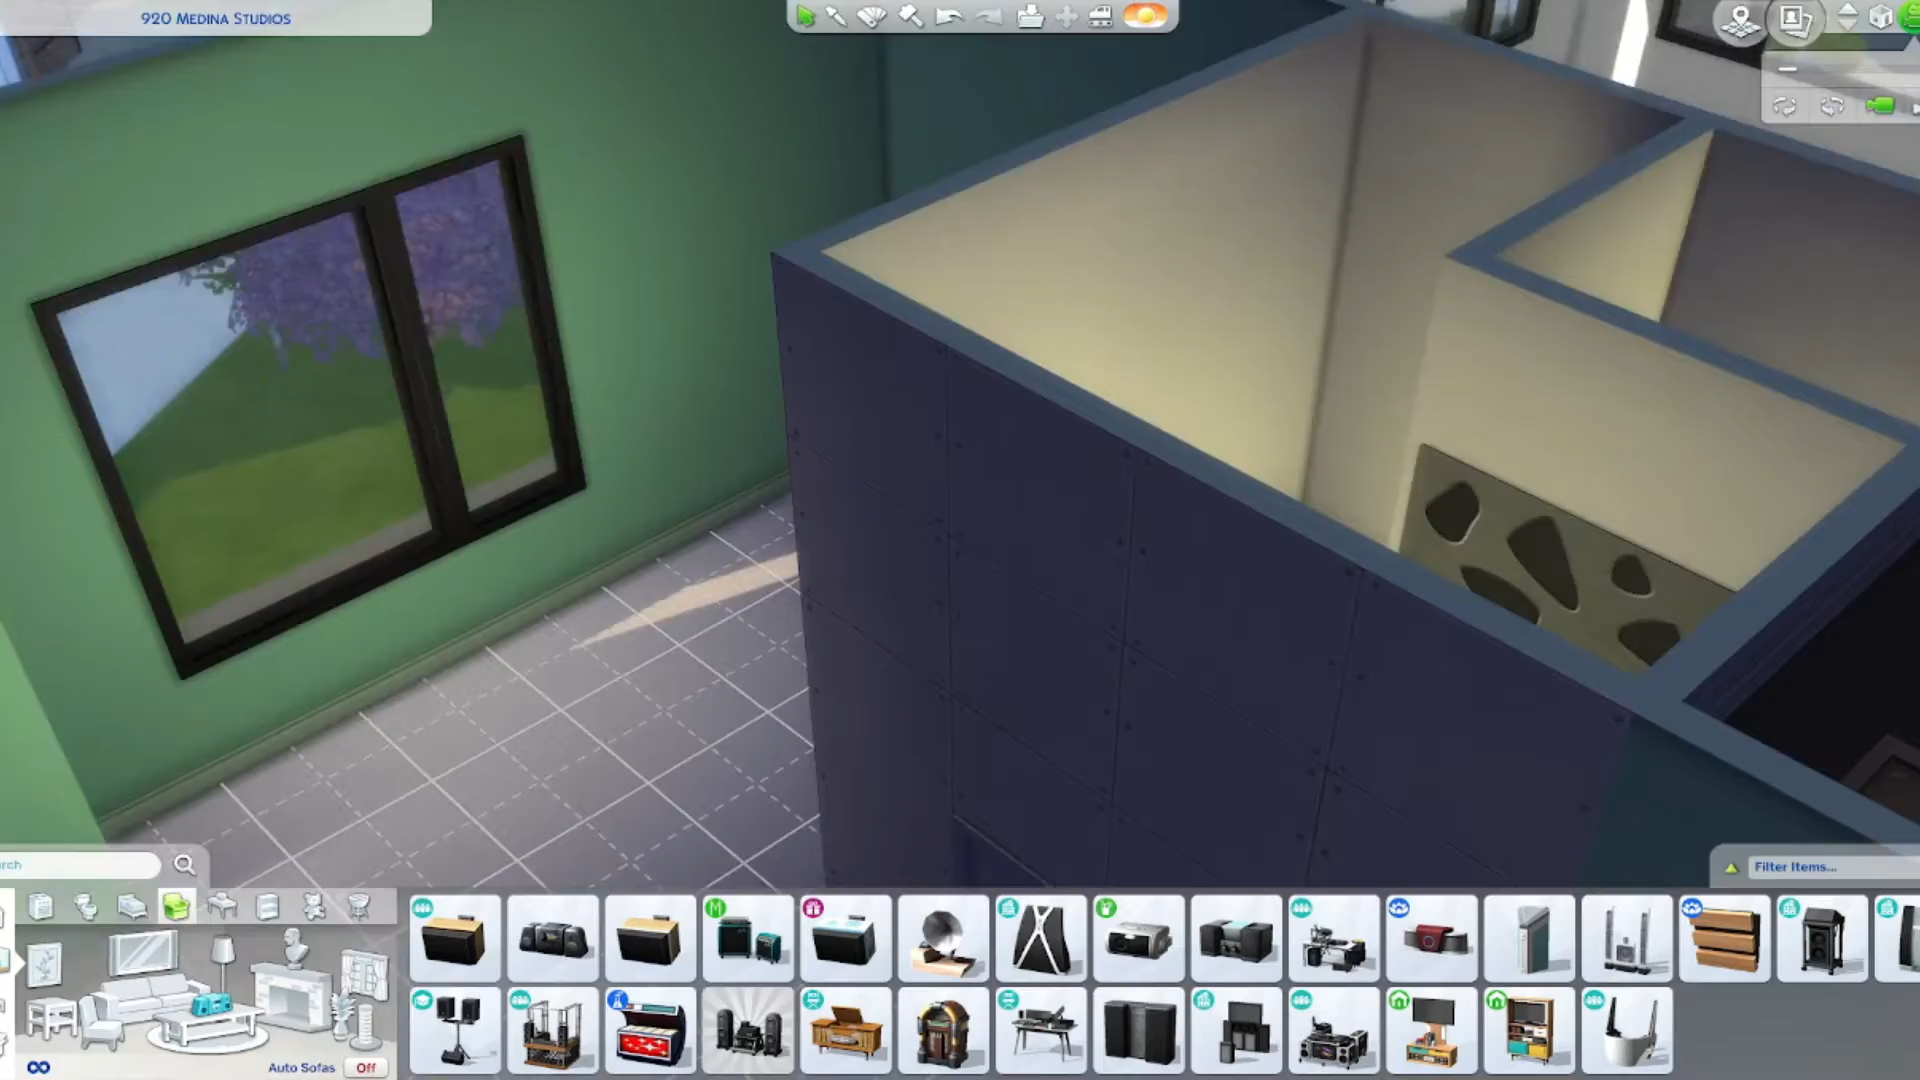 920 MEDINA STUDIOS
rch
Filter Items...
Auto Sofas
Off